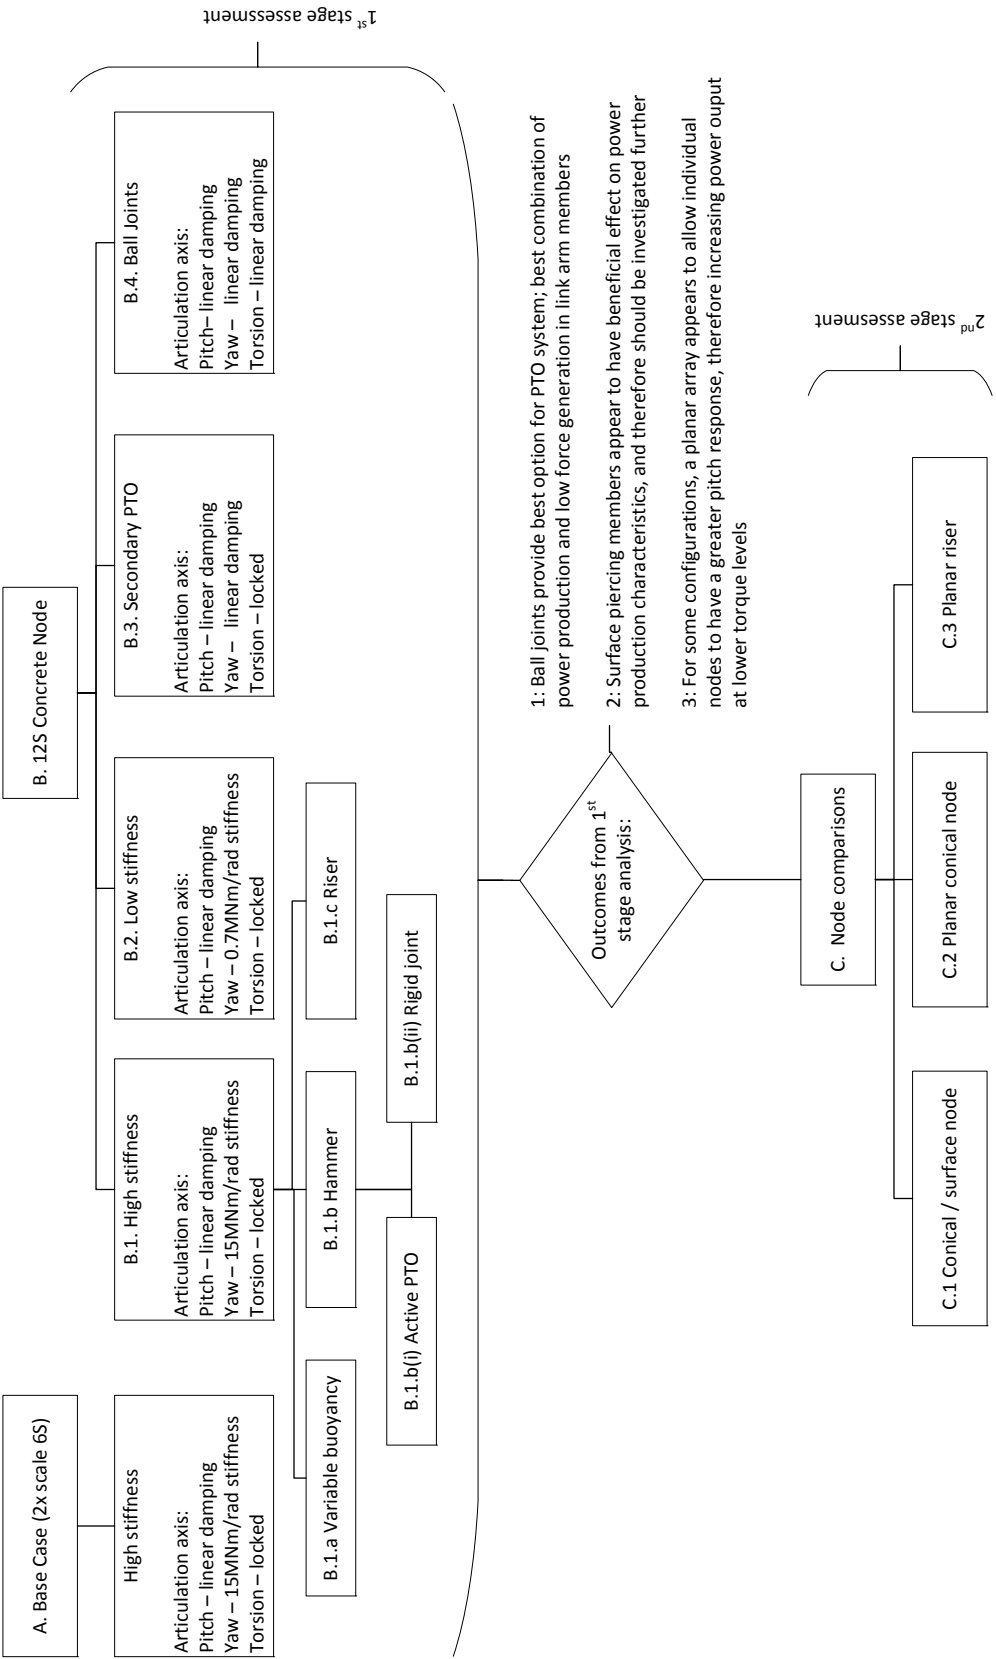 A. Base Case (2x scale 6S)
High stiffness
Articulation axis:
Pitch – linear damping
Yaw – 15MNm/rad stiffness
Torsion – locked
B. 12S Concrete Node
B.1. High stiffness
Articulation axis:
Pitch – linear damping
Yaw – 15MNm/rad stiffness
Torsion – locked
B.2. Low stiffness
Articulation axis:
Pitch – linear damping
Yaw – 0.7MNm/rad stiffness
Torsion – locked
B.3. Secondary PTO
Articulation axis:
Pitch – linear damping
Yaw – linear damping
Torsion – locked
B.4. Ball Joints
Articulation axis:
Pitch– linear damping
Yaw – linear damping
Torsion – linear damping
B.1.a Variable buoyancy
B.1.b Hammer
B.1.c Riser
B.1.b(i) Active PTO
B.1.b(ii) Rigid joint
1st stage assessment
Outcomes from 1st
stage analysis:
1: Ball joints provide best option for PTO system; best combination of
power production and low force generation in link arm members
2: Surface piercing members appear to have beneficial effect on power
production characteristics, and therefore should be investigated further
3: For some configurations, a planar array appears to allow individual
nodes to have a greater pitch response, therefore increasing power ouput
at lower torque levels
C. Node comparisons
C.1 Conical / surface node
C.2 Planar conical node
C.3 Planar riser
2nd stage assessment